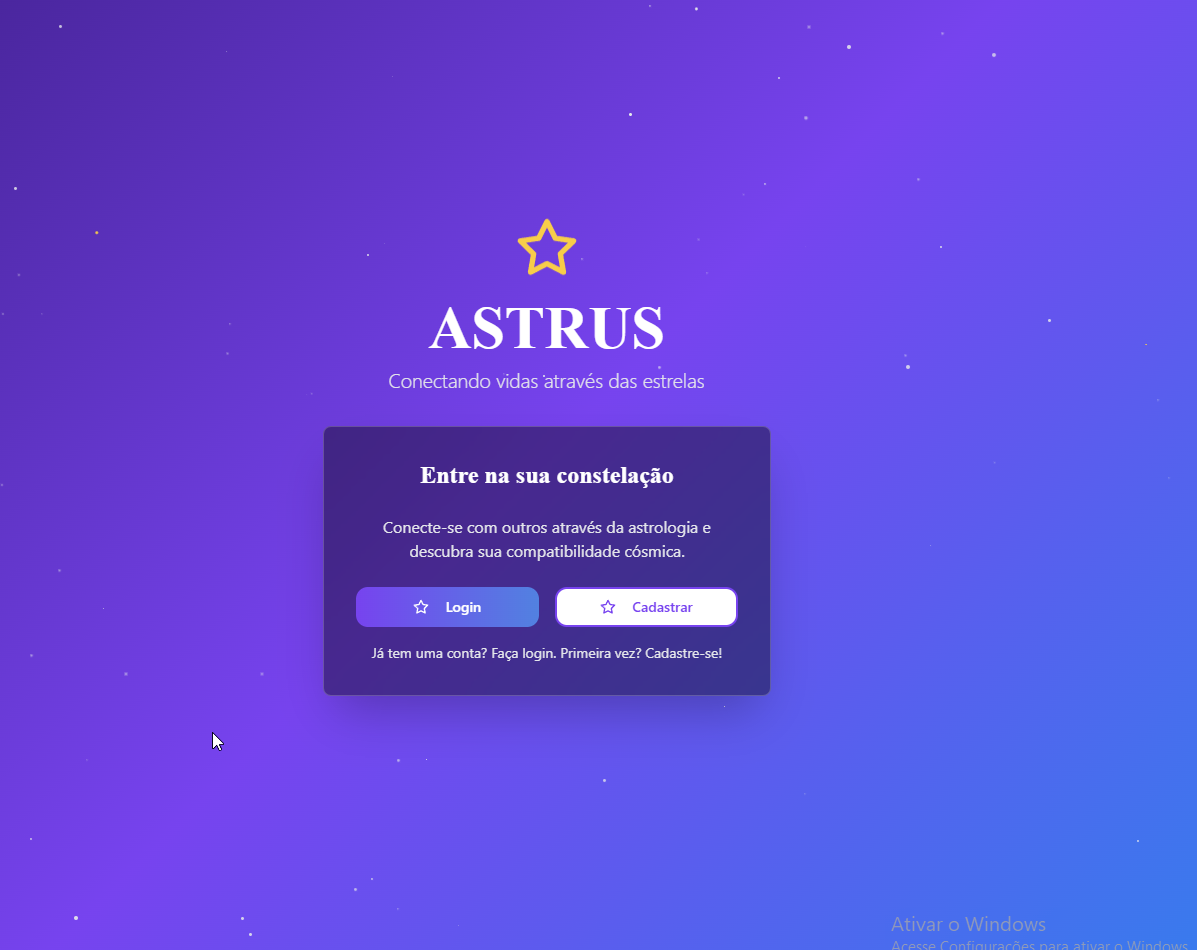 ASTRUS
Conectando vidas através das estrelas
Entre na sua constelação
Conecte-se com outros através da astrologia e
descubra sua compatibilidade cósmica.
Login
Cadastrar
Já tem uma conta? Faça login. Primeira vez? Cadastre-se!
Ativar o Windows
Acesse Configurações para ativar o Windows